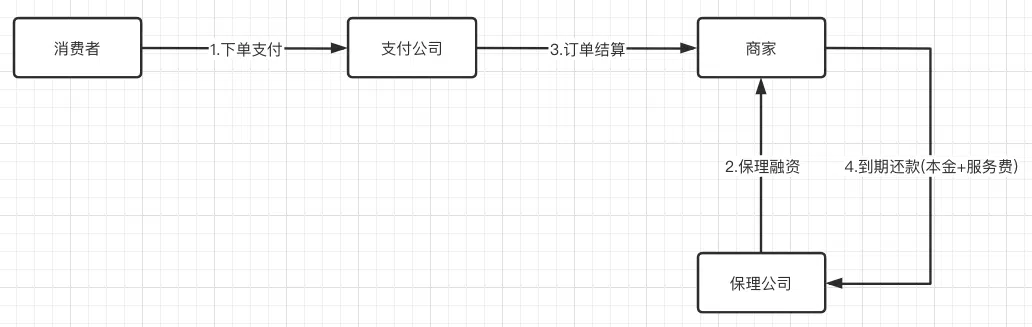 消费者
1.下单支付
支付公司
3.订单结算
商家
2.保理融资
4.到期还款(本金+服务费)
保理公司